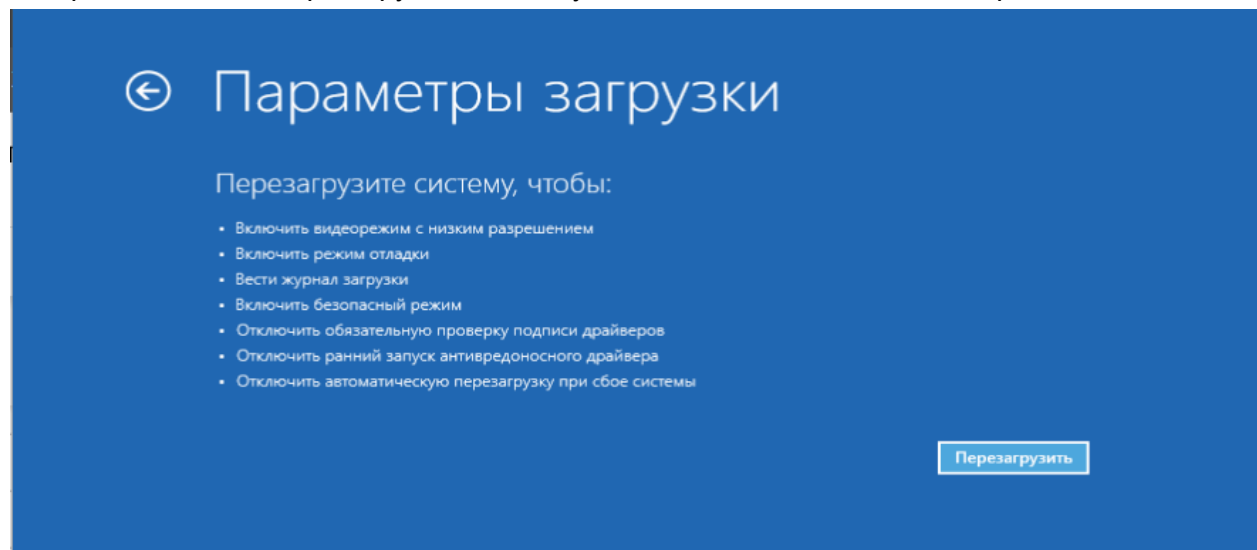 Параметры загрузки
Перезагрузите систему, чтобы:
• Включить видеорежим с низким разрешением
• Включить режим отладки
• Вести журнал загрузки
• Включить безопасный режим
• Отключить обязательную проверку подписи драйверов
• Отключить ранний запуск антивредоносного драйвера
• Отключить автоматическую перезагрузку при сбое системы
Перезагрузить